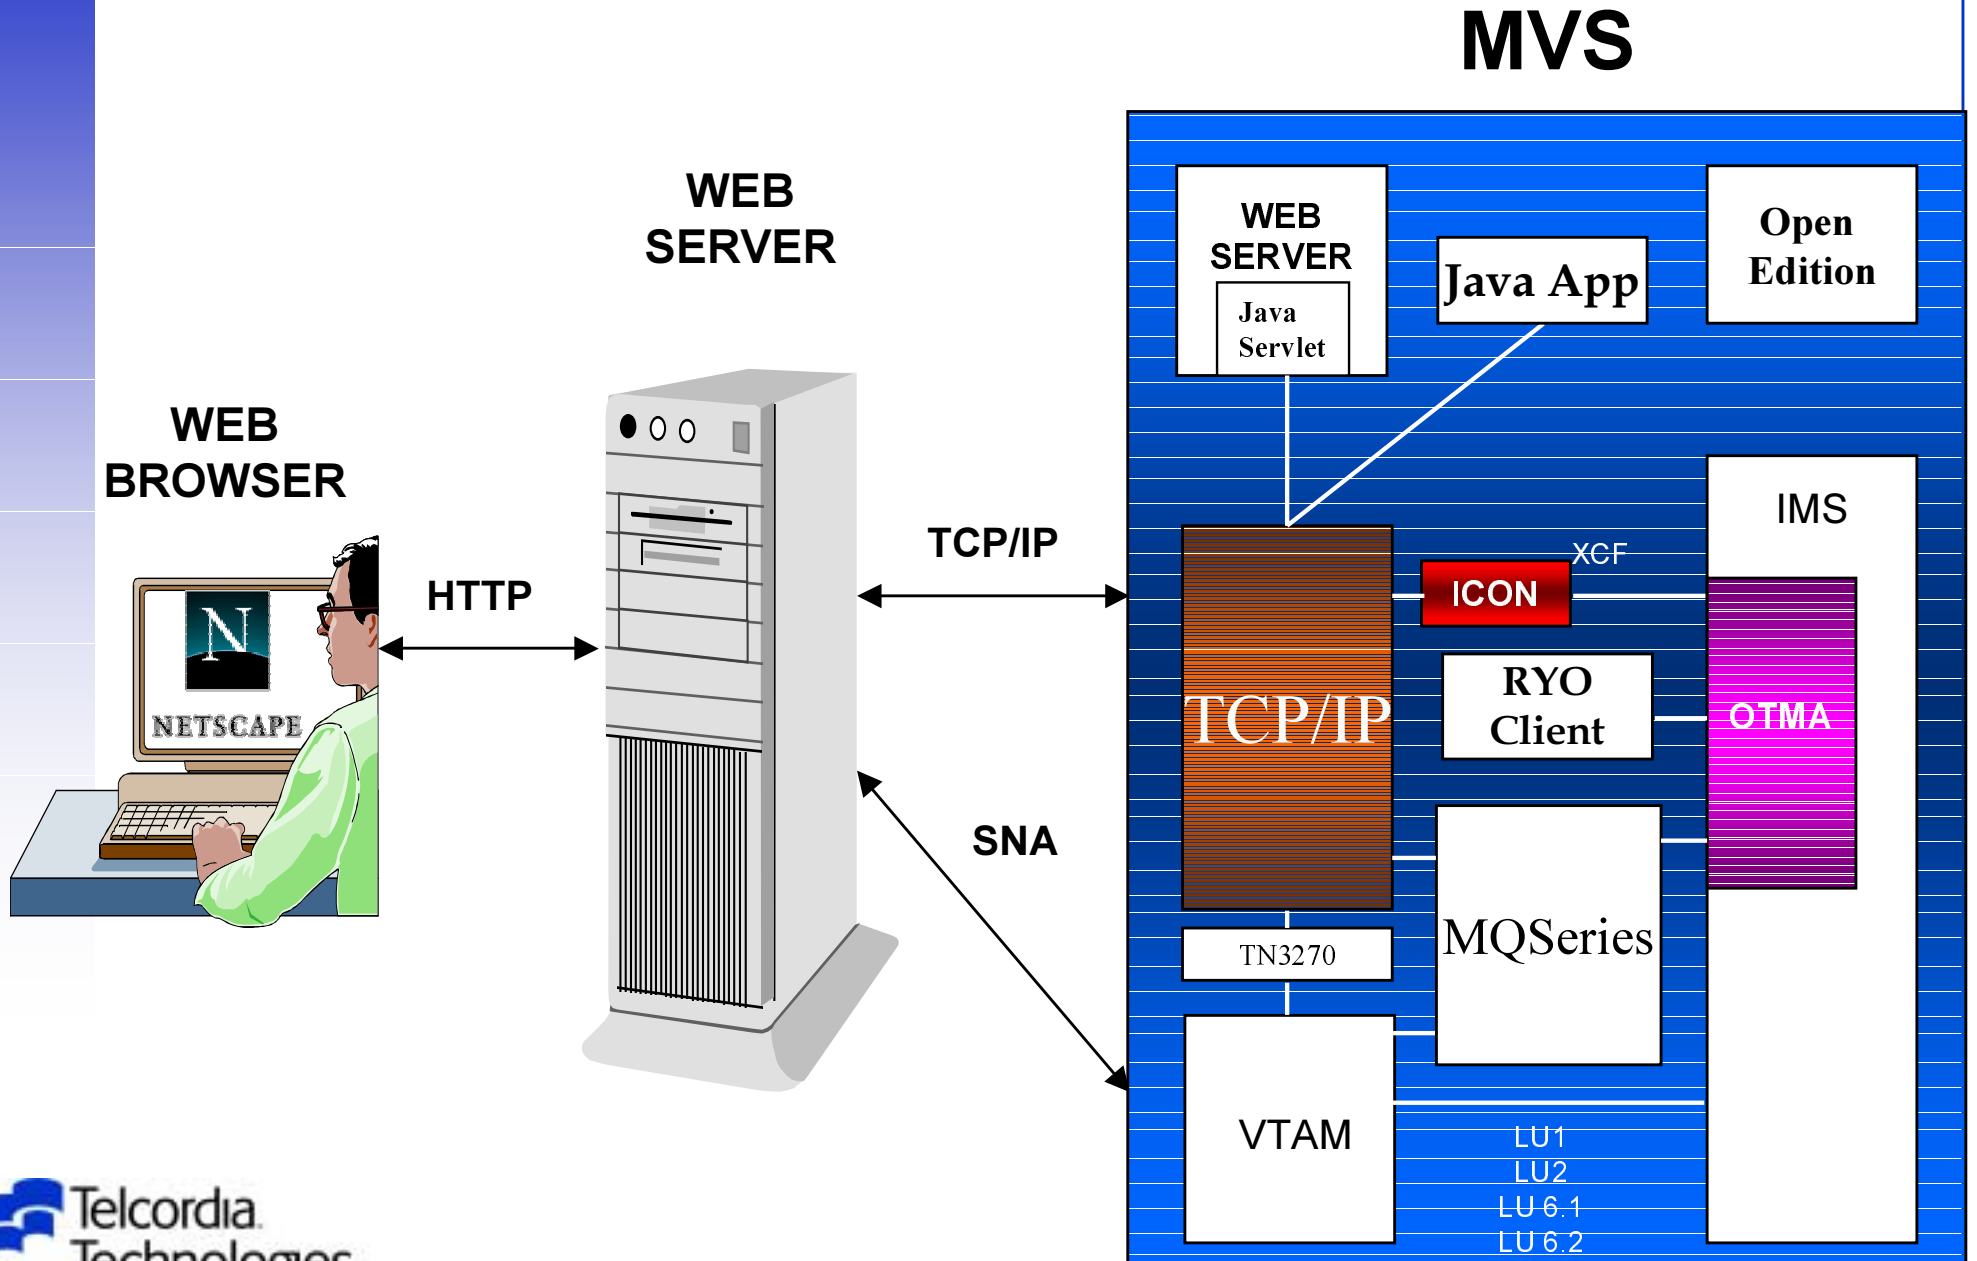 MVS
WEB
SERVER
WEB
BROWSER
N
NETSCAPE
HTTP
TCP/IP
SNA
WEB
SERVER
Java
Servlet
Java App
Open
Edition
IMS
XCF
ICON
TCP/IP
RYO
Client
OTMA
MQSeries
TN3270
VTAM
LU1
LU2
LU 6.1
LU 6.2
Telcordia
Technologies